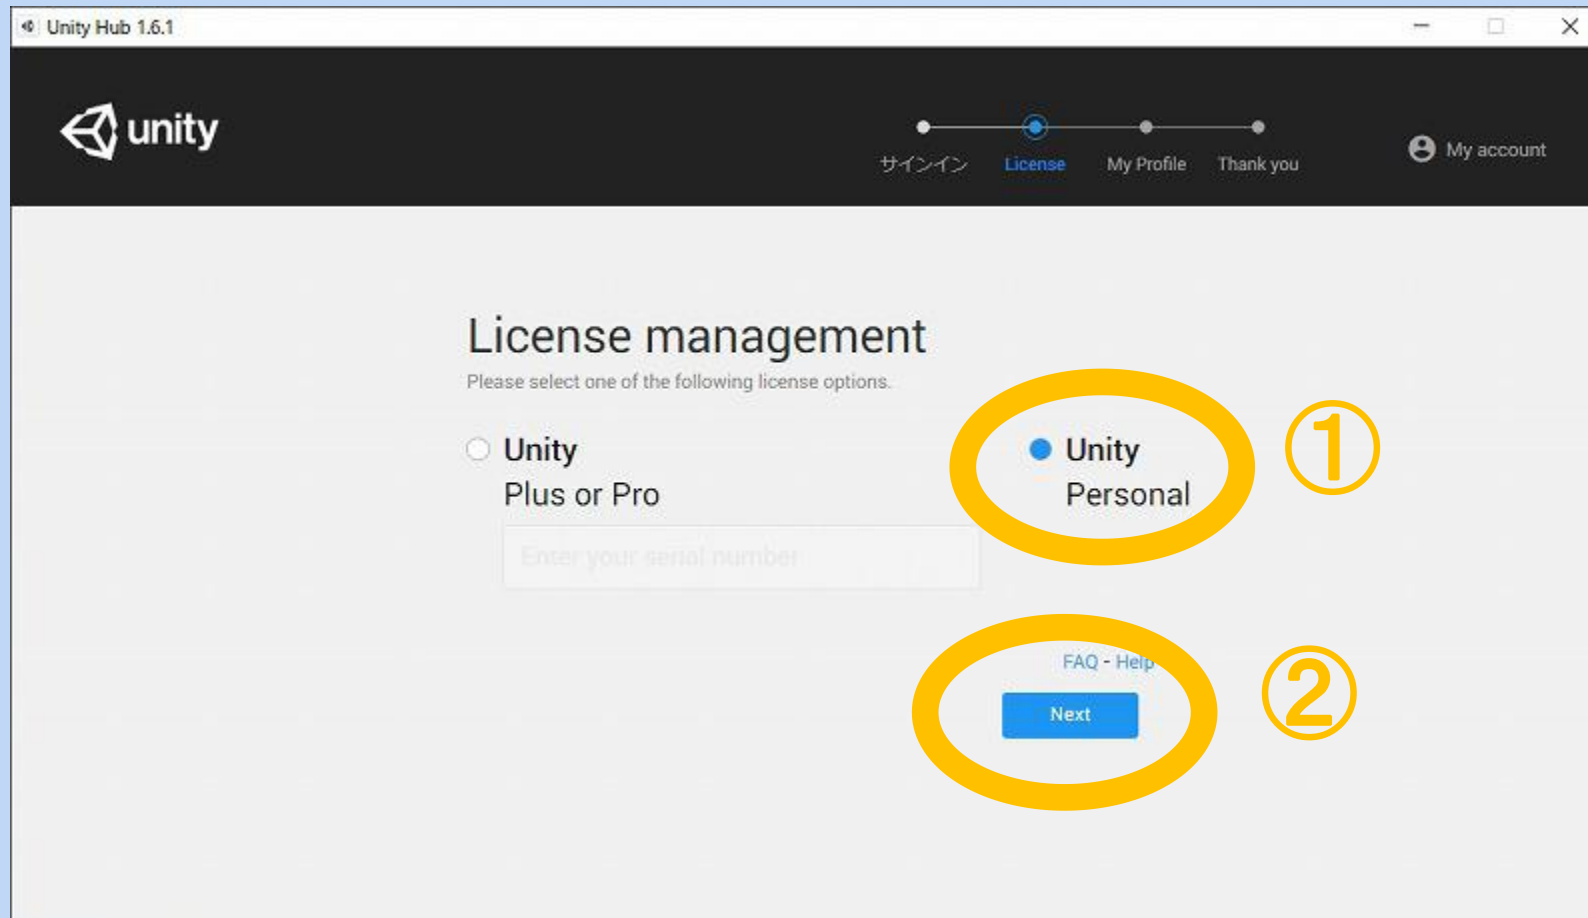 Unity Hub 1.6.1
unity
サインイン License My Profile Thank you
My account
License management
Please select one of the following license options.
Unity
Plus or Pro
Enter your serial number
Unity
Personal
①
FAQ - Help
Next
②